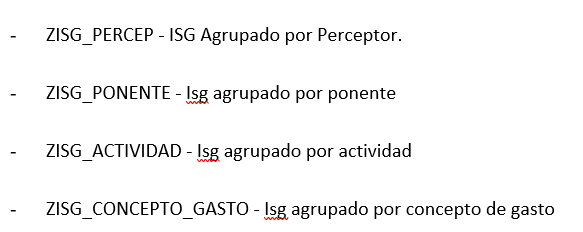 - ZISG_PERCEP - ISG Agrupado por Perceptor.
- ZISG_PONENTE - Isg agrupado por ponente
- ZISG_ACTIVIDAD - Isg agrupado por actividad
- ZISG_CONCEPTO_GASTO - Isg agrupado por concepto de gasto